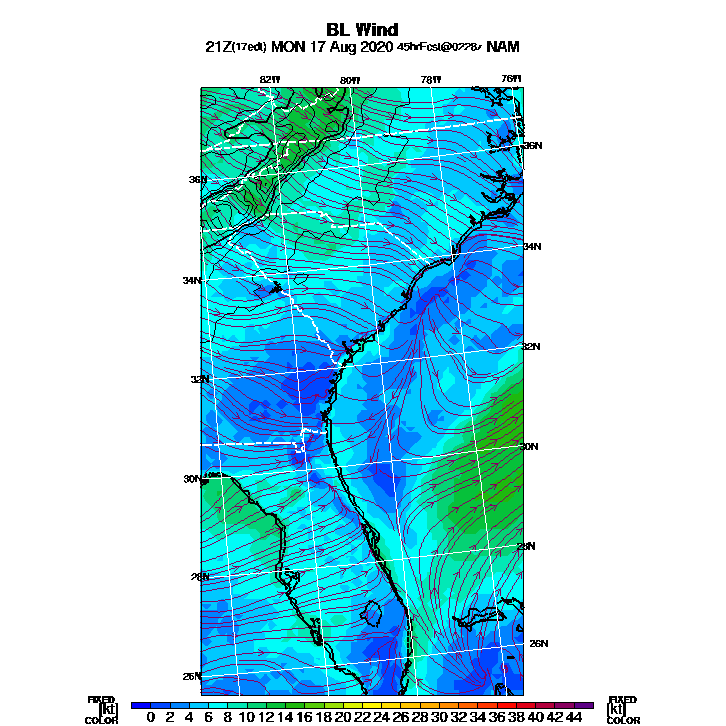 BL Wind
21Z(17edt) MON 17 Aug 2020 45hrFcst@0228z NAM
82W 80W 78W 76W
36N 36N
34N 34N
32N 32N
30N 30N
28N 28N
26N 26N
FIXED FIXED
[kt] 0 2 4 6 8 10 12 14 16 18 20 22 24 26 28 30 32 34 36 38 40 42 44 [kt]
COLOR COLOR